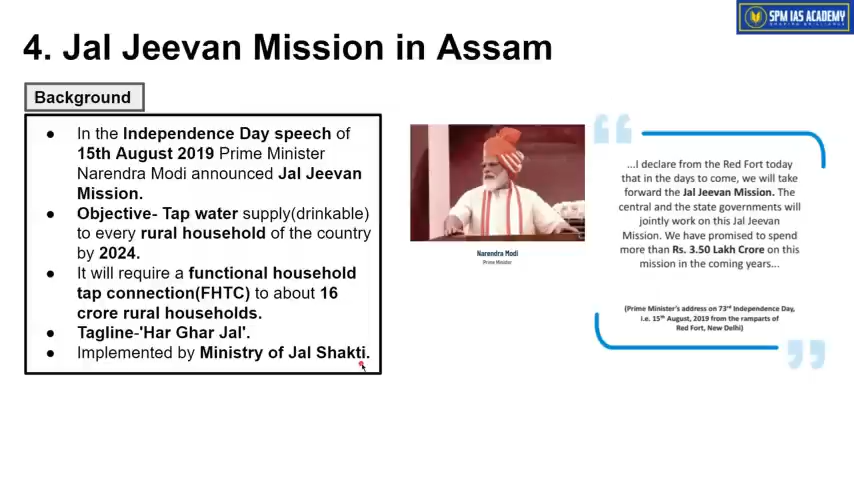 SPM IAS ACADEMY
4. Jal Jeevan Mission in Assam
Background
● In the Independence Day speech of
15th August 2019 Prime Minister
Narendra Modi announced Jal Jeevan
Mission.
● Objective- Tap water supply(drinkable)
to every rural household of the country
by 2024.
● It will require a functional household
tap connection(FHTC) to about 16
crore rural households.
● Tagline-'Har Ghar Jal'.
● Implemented by Ministry of Jal Shakti.
Narendra Modi
Prime Minister
...I declare from the Red Fort today
that in the days to come, we will take
forward the Jal Jeevan Mission. The
central and the state governments will
jointly work on this Jal Jeevan
Mission. We have promised to spend
more than Rs. 3.50 Lakh Crore on this
mission in the coming years...
(Prime Minister's address on 73rd Independence Day,
i.e. 15th August, 2019 from the ramparts of
Red Fort, New Delhi)